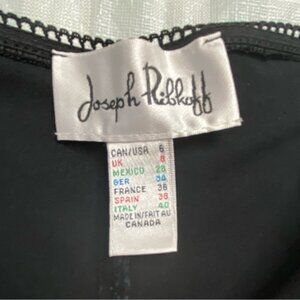 Joseph Ribkoff
CAN/USA 6
UK 8
MEXICO 28
GER 34
FRANCE 36
SPAIN 36
ITALY 40
MADE IN/FAIT AU
CANADA